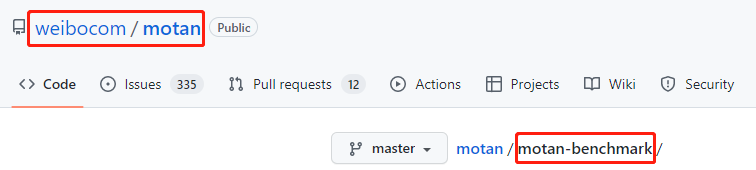 weibocom / motan Public
Code Issues 335 Pull requests 12 Actions Projects Wiki Security
master motan / motan-benchmark /